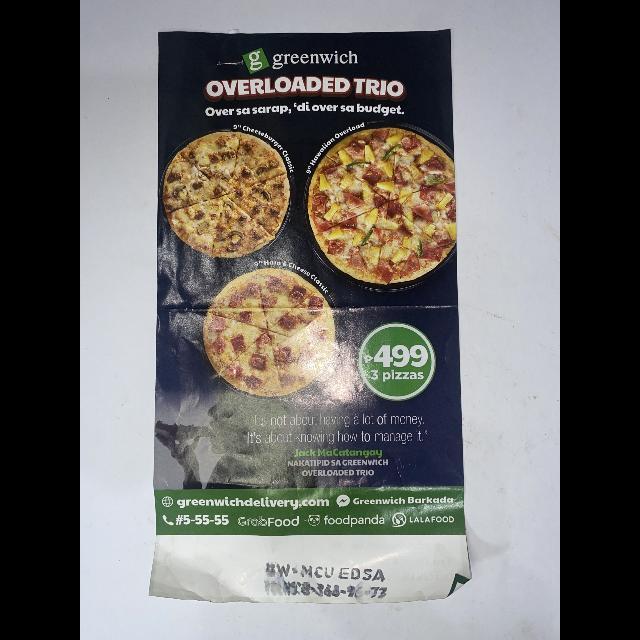 g greenwich
OVERLOADED TRIO
Over sa sarap, 'di over sa budget.
9" Cheeseburger Classic
9" Hawaiian Overload
9" Ham & Cheese Classic
₱499
3 pizzas
It's not about having a lot of money.
It's about knowing how to manage it."
Jack MaCatangay
NAKATIPID SA GREENWICH
OVERLOADED TRIO
greenwichdelivery.com Greenwich Barkada
#5-55-55 GrabFood foodpanda LALAFOOD
GW-MCU EDSA